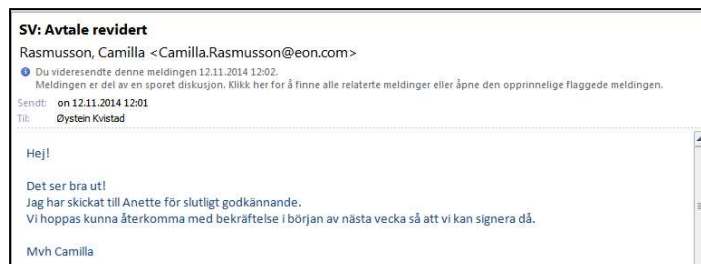 SV: Avtale revidert
Rasmusson, Camilla <Camilla.Rasmusson@eon.com>
Du videresendte denne meldingen 12.11.2014 12:02.
Meldingen er del av en sporet diskusjon. Klikk her for å finne alle relaterte meldinger eller åpne den opprinnelige flaggede meldingen.
Sendt: on 12.11.2014 12:01
Til: Øystein Kvistad
Hej!
Det ser bra ut!
Jag har skickat till Anette för slutligt godkännande.
Vi hoppas kunna återkomma med bekräftelse i början av nästa vecka så att vi kan signera då.
Mvh Camilla